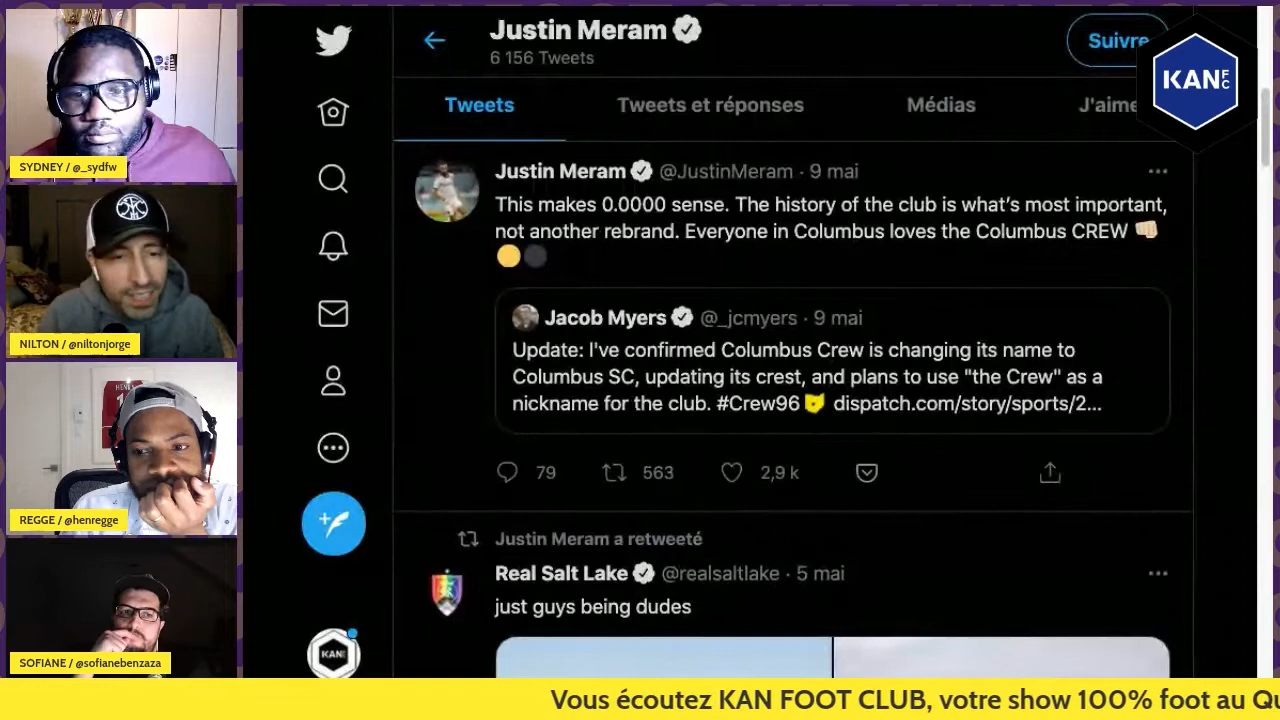 SYDNEY / @_sydfw
NILTON / @niltonjorge
REGGE / @henregge
SOFIANE / @sofianebenzaza
Justin Meram
6 156 Tweets
Suivre
KAN FC
Tweets
Tweets et réponses
Médias
J'aime
Justin Meram @JustinMeram · 9 mai
This makes 0.0000 sense. The history of the club is what’s most important,
not another rebrand. Everyone in Columbus loves the Columbus CREW 👊🏼
🟡⚫
Jacob Myers @_jcmyers · 9 mai
Update: I've confirmed Columbus Crew is changing its name to
Columbus SC, updating its crest, and plans to use "the Crew" as a
nickname for the club. #Crew96 dispatch.com/story/sports/2...
79
563
2,9 k
Justin Meram a retweeté
Real Salt Lake @realsaltlake · 5 mai
just guys being dudes
KAN
Vous écoutez KAN FOOT CLUB, votre show 100% foot au Qu